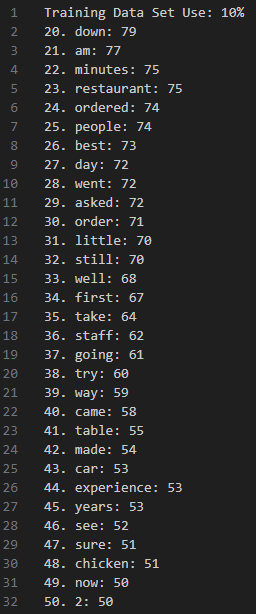 1 Training Data Set Use: 10%
2 20. down: 79
3 21. am: 77
4 22. minutes: 75
5 23. restaurant: 75
6 24. ordered: 74
7 25. people: 74
8 26. best: 73
9 27. day: 72
10 28. went: 72
11 29. asked: 72
12 30. order: 71
13 31. little: 70
14 32. still: 70
15 33. well: 68
16 34. first: 67
17 35. take: 64
18 36. staff: 62
19 37. going: 61
20 38. try: 60
21 39. way: 59
22 40. came: 58
23 41. table: 55
24 42. made: 54
25 43. car: 53
26 44. experience: 53
27 45. years: 53
28 46. see: 52
29 47. sure: 51
30 48. chicken: 51
31 49. now: 50
32 50. 2: 50